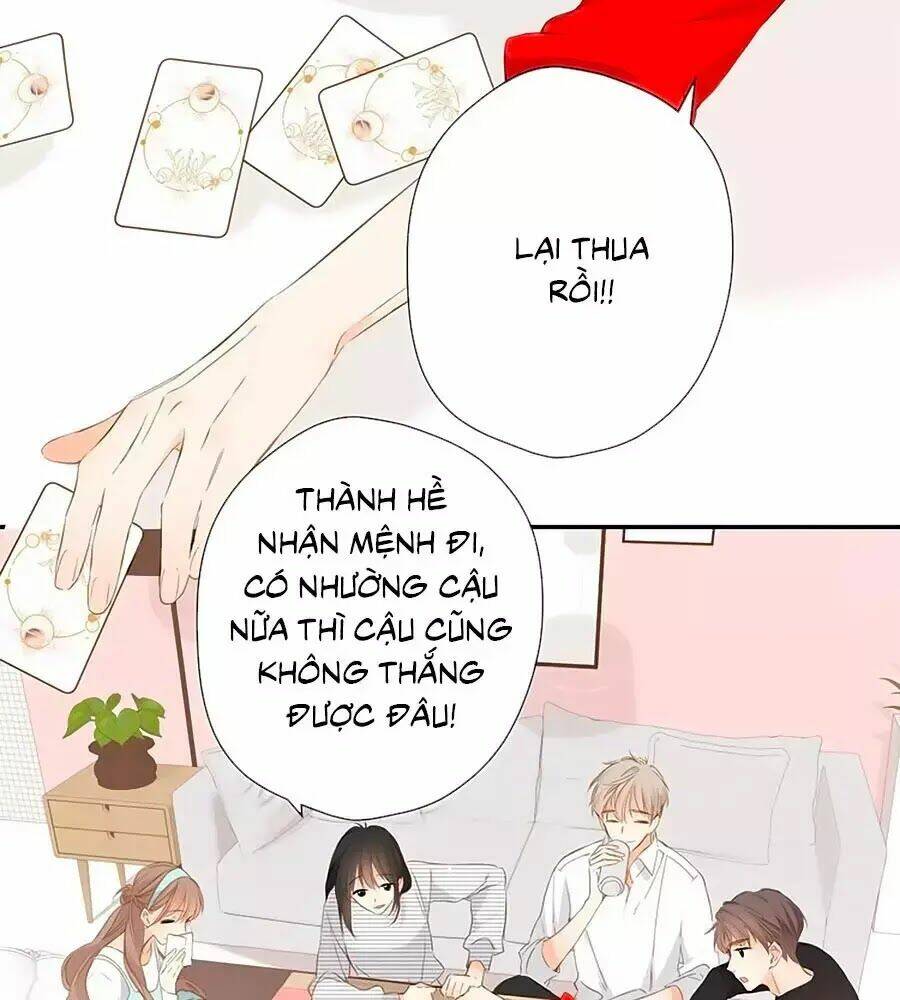 LẠI THUA
RỒI!!
THÀNH HỀ
NHẬN MỆNH ĐI,
CÓ NHƯỜNG CẬU
NỮA THÌ CẬU CŨNG
KHÔNG THẮNG
ĐƯỢC ĐÂU!